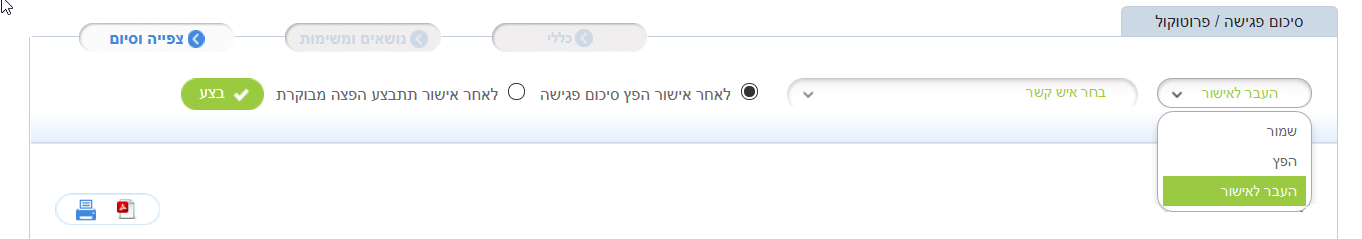 סיכום פגישה / פרוטוקול
כללי
נושאים ומשימות
צפייה וסיום
העבר לאישור
בחר איש קשר
לאחר אישור הפץ סיכום פגישה
לאחר אישור תתבצע הפצה מבוקרת
בצע
שמור
הפץ
העבר לאישור